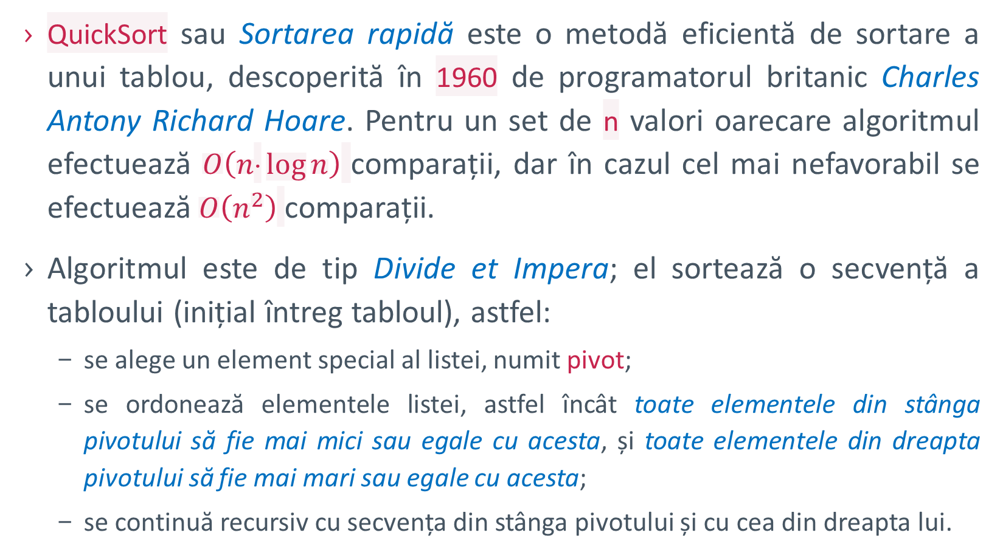 › QuickSort sau Sortarea rapidă este o metodă eficientă de sortare a
unui tablou, descoperită în 1960 de programatorul britanic Charles
Antony Richard Hoare. Pentru un set de n valori oarecare algoritmul
efectuează O(n· log n) comparații, dar în cazul cel mai nefavorabil se
efectuează O(n²) comparații.
› Algoritmul este de tip Divide et Impera; el sortează o secvență a
tabloului (inițial întreg tabloul), astfel:
– se alege un element special al listei, numit pivot;
– se ordonează elementele listei, astfel încât toate elementele din stânga
pivotului să fie mai mici sau egale cu acesta, și toate elementele din dreapta
pivotului să fie mai mari sau egale cu acesta;
– se continuă recursiv cu secvența din stânga pivotului și cu cea din dreapta lui.